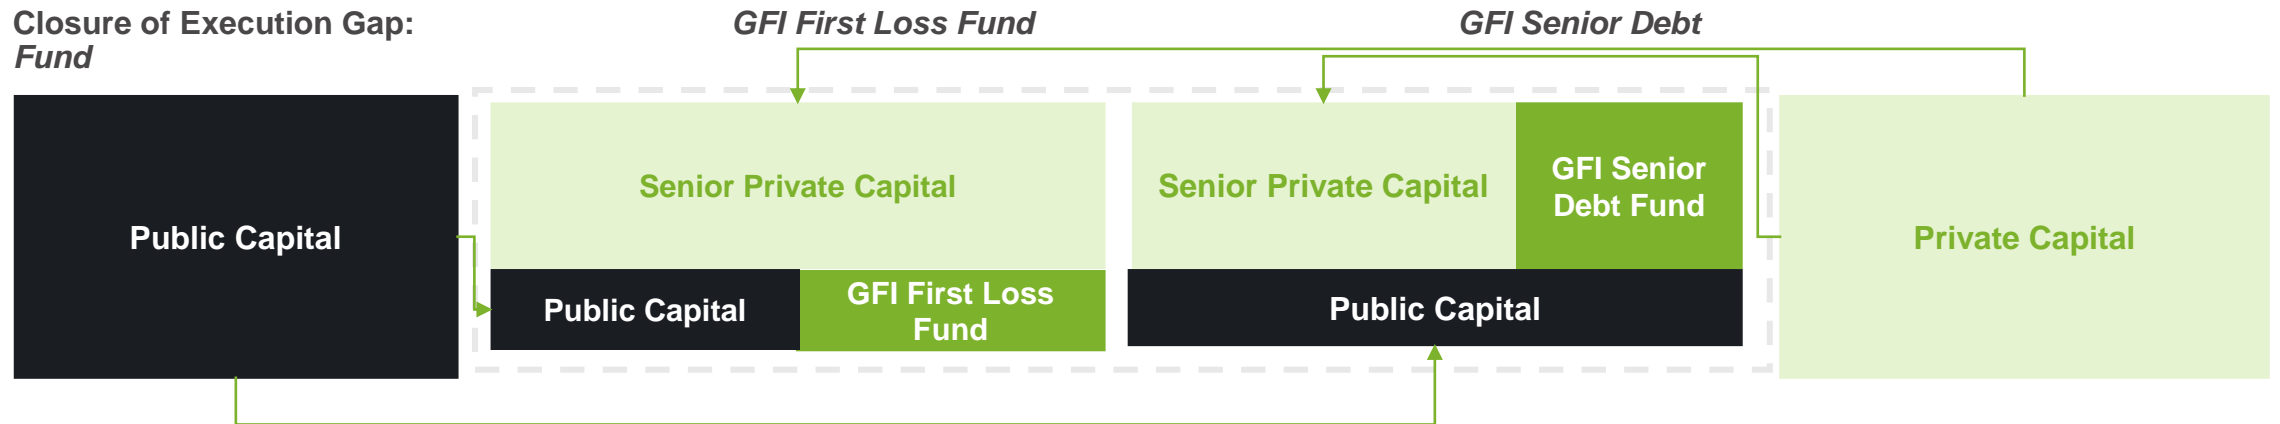 Closure of Execution Gap:
Fund
GFI First Loss Fund
GFI Senior Debt
Public Capital
Senior Private Capital
Public Capital
GFI First Loss
Fund
Senior Private Capital
GFI Senior
Debt Fund
Public Capital
Private Capital